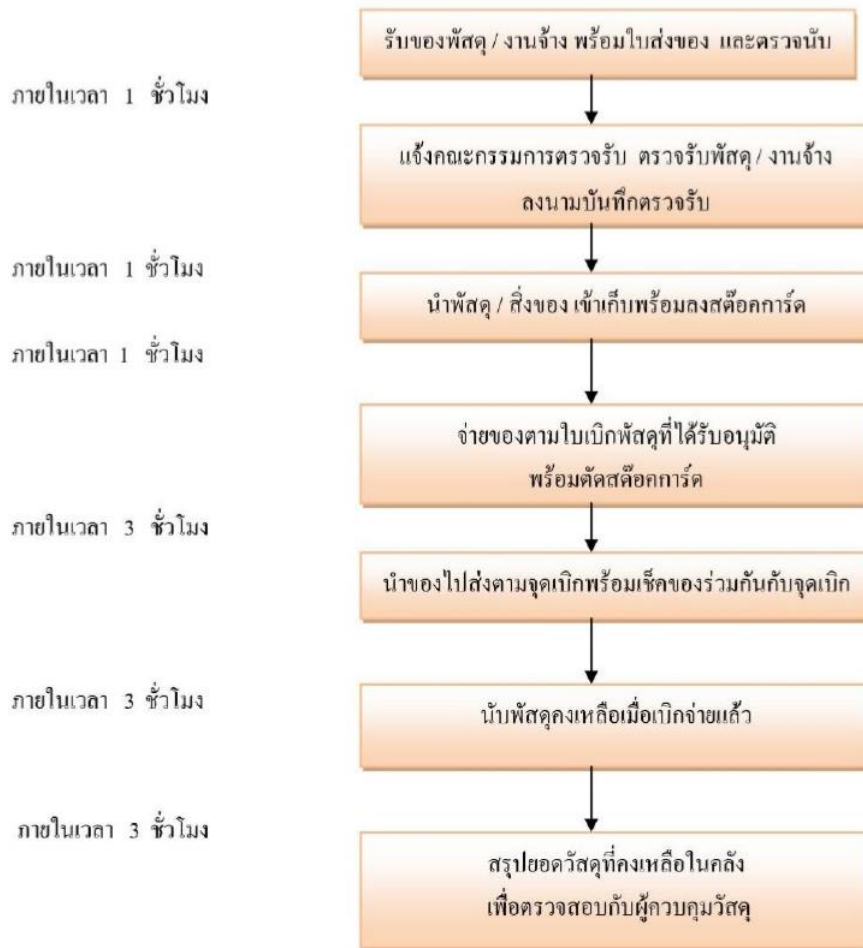 รับของพัสดุ / งานจ้าง พร้อมใบส่งของ และตรวจนับ
ภายในเวลา 1 ชั่วโมง
แจ้งคณะกรรมการตรวจรับ ตรวจรับพัสดุ / งานจ้าง
ลงนามบันทึกตรวจรับ
ภายในเวลา 1 ชั่วโมง
นำพัสดุ / สิ่งของ เข้าเก็บพร้อมลงสต๊อคการ์ด
ภายในเวลา 1 ชั่วโมง
จ่ายของตามใบเบิกพัสดุที่ได้รับอนุมัติ
พร้อมตัดสต๊อคการ์ด
ภายในเวลา 3 ชั่วโมง
นำของไปส่งตามจุดเบิกพร้อมเช็คของร่วมกันกับจุดเบิก
ภายในเวลา 3 ชั่วโมง
นับพัสดุคงเหลือเมื่อเบิกจ่ายแล้ว
ภายในเวลา 3 ชั่วโมง
สรุปยอดวัสดุที่คงเหลือในคลัง
เพื่อตรวจสอบกับผู้ควบคุมวัสดุ